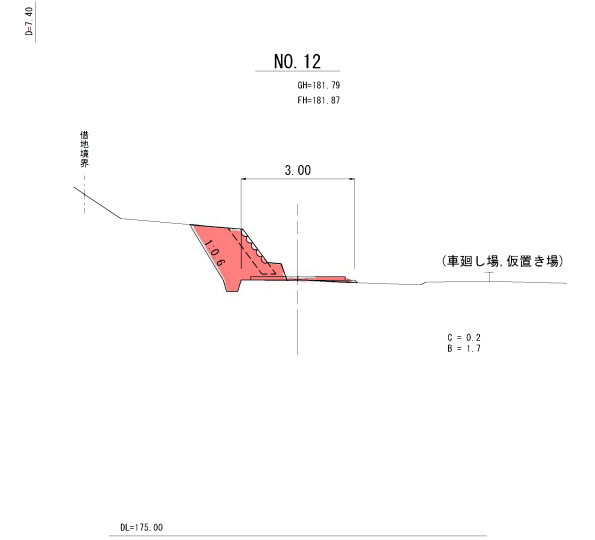 D=7.40
NO.12
GH=181.79
FH=181.87
借地境界
3.00
1:0.6
(車廻し場,仮置き場)
C = 0.2
B = 1.7
DL=175.00